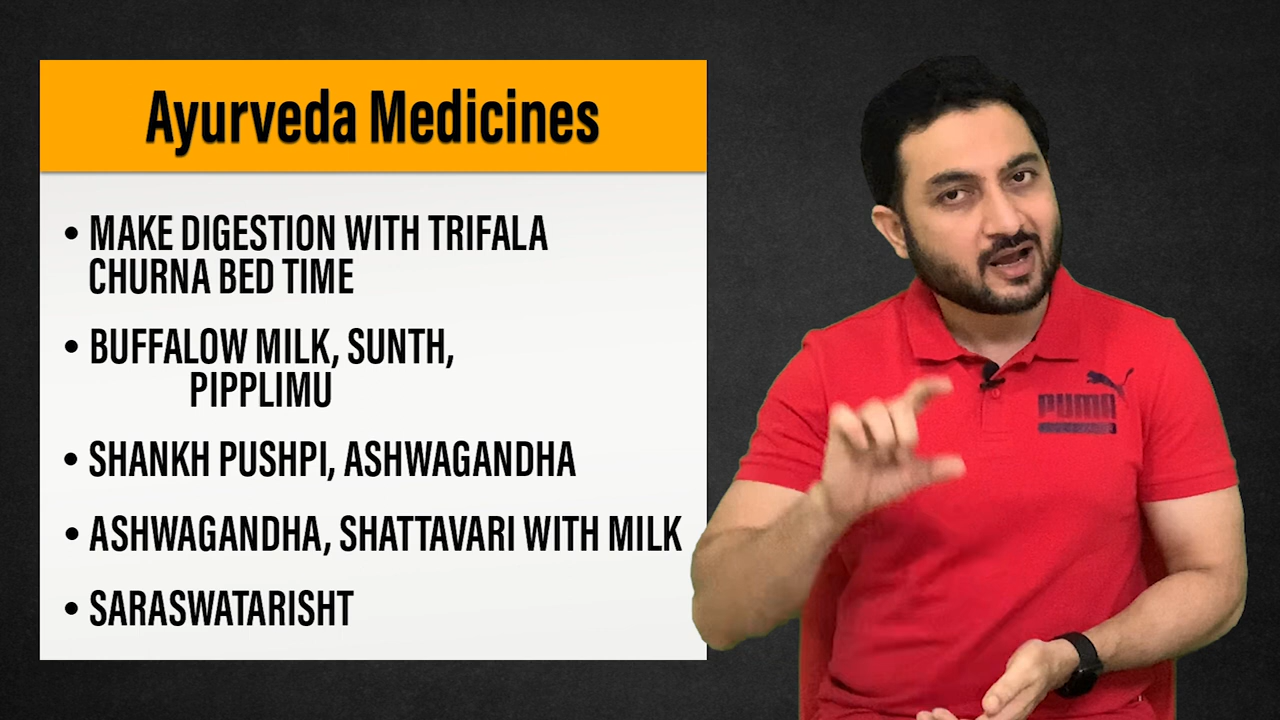 Ayurveda Medicines
• MAKE DIGESTION WITH TRIFALA
CHURNA BED TIME
• BUFFALOW MILK, SUNTH,
PIPPLIMU
• SHANKH PUSHPI, ASHWAGANDHA
• ASHWAGANDHA, SHATTAVARI WITH MILK
• SARASWATARISHT
PUMA